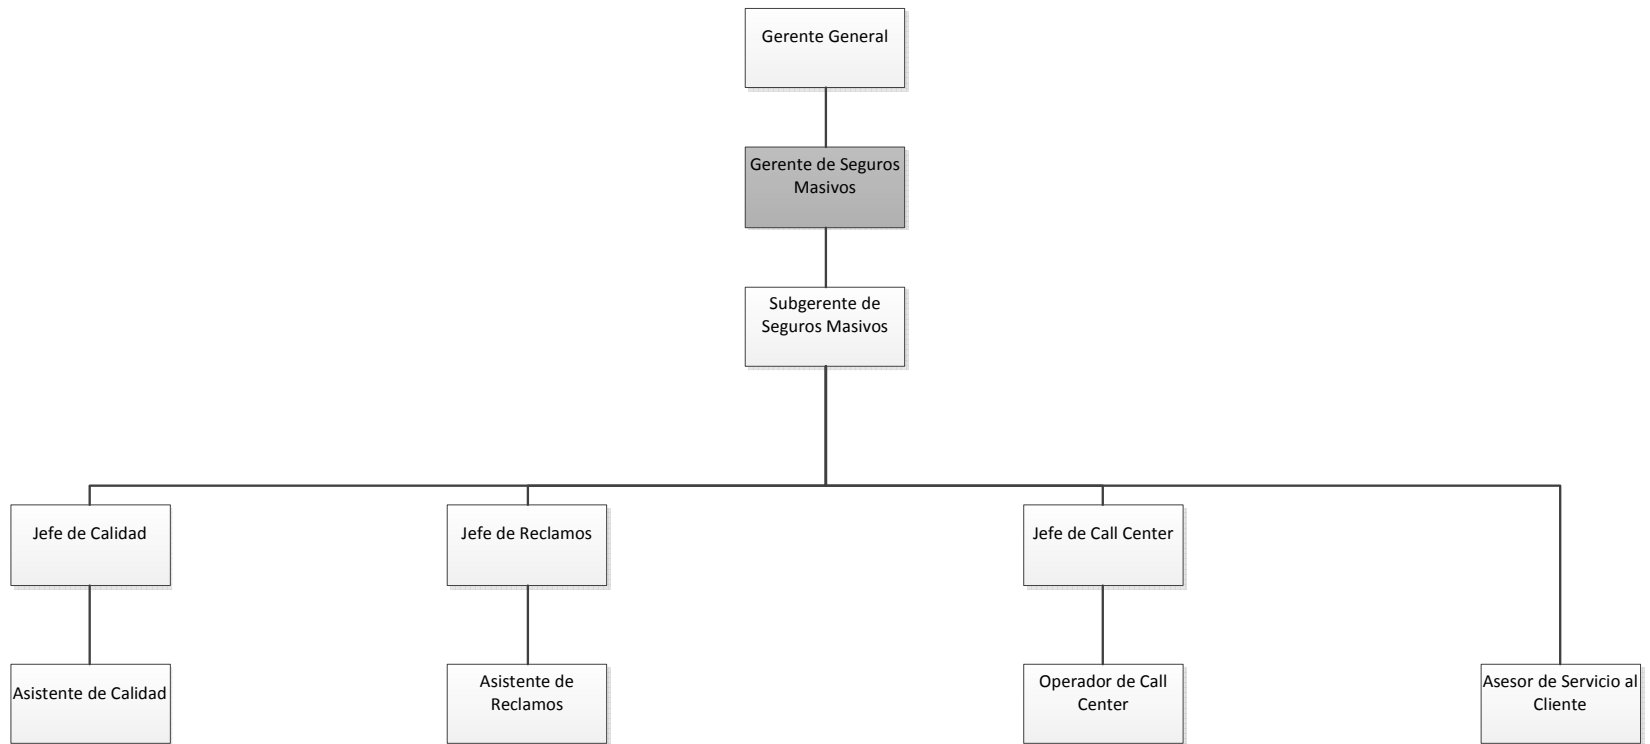 Gerente General
Gerente de Seguros
Masivos
Subgerente de
Seguros Masivos
Jefe de Calidad
Jefe de Reclamos
Jefe de Call Center
Asistente de Calidad
Asistente de
Reclamos
Operador de Call
Center
Asesor de Servicio al
Cliente